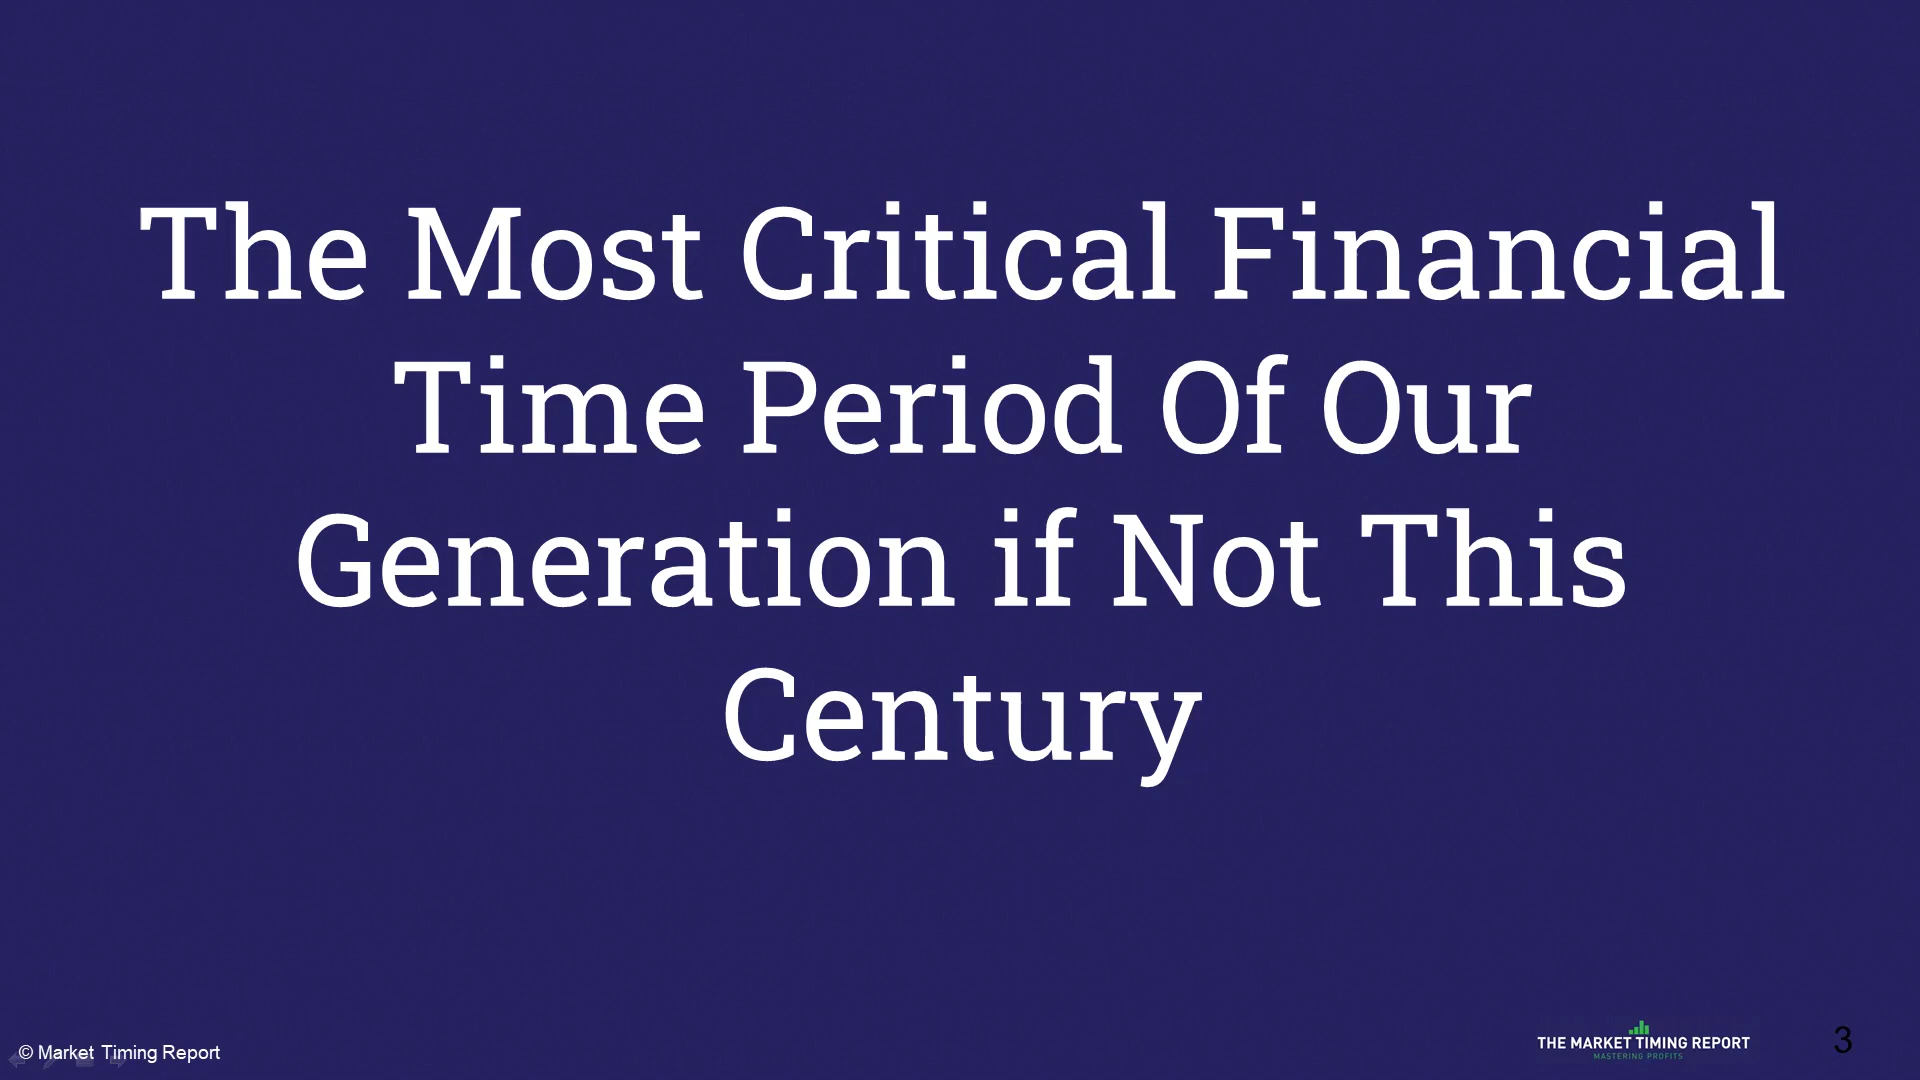 The Most Critical Financial
Time Period Of Our
Generation if Not This
Century
© Market Timing Report
THE MARKET TIMING REPORT
MASTERING PROFITS
3